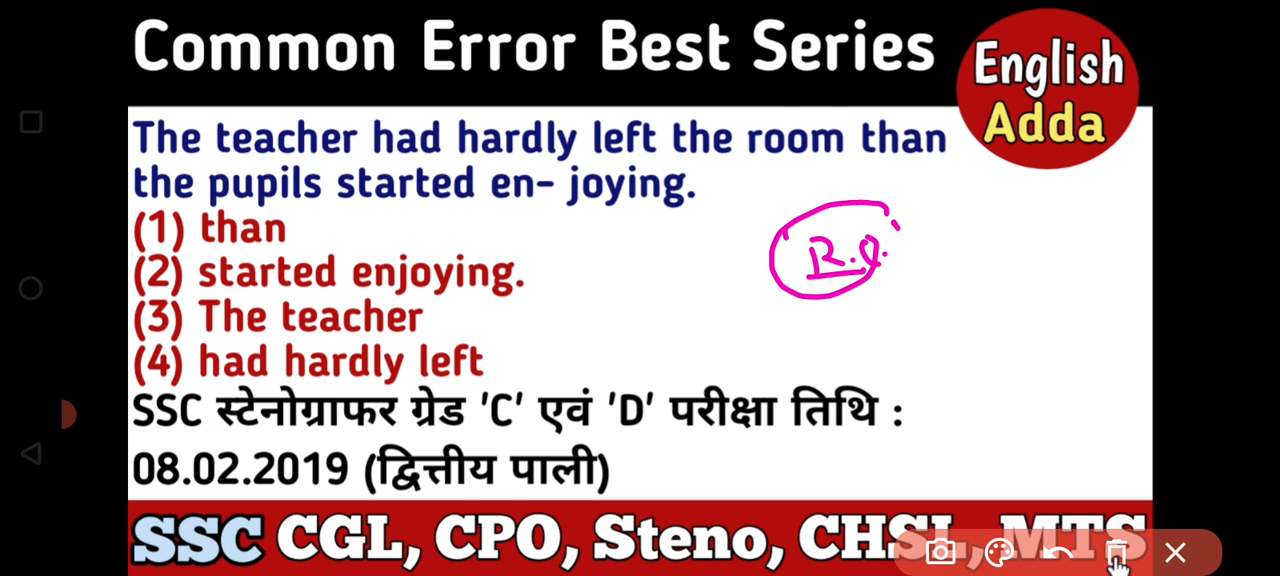 Common Error Best Series
English
Adda
The teacher had hardly left the room than
the pupils started en- joying.
R.Q.
(1) than
(2) started enjoying.
(3) The teacher
(4) had hardly left
SSC स्टेनोग्राफर ग्रेड 'C' एवं 'D' परीक्षा तिथि :
08.02.2019 (द्वित्तीय पाली)
SSC CGL, CPO, Steno, CHSL, MTS